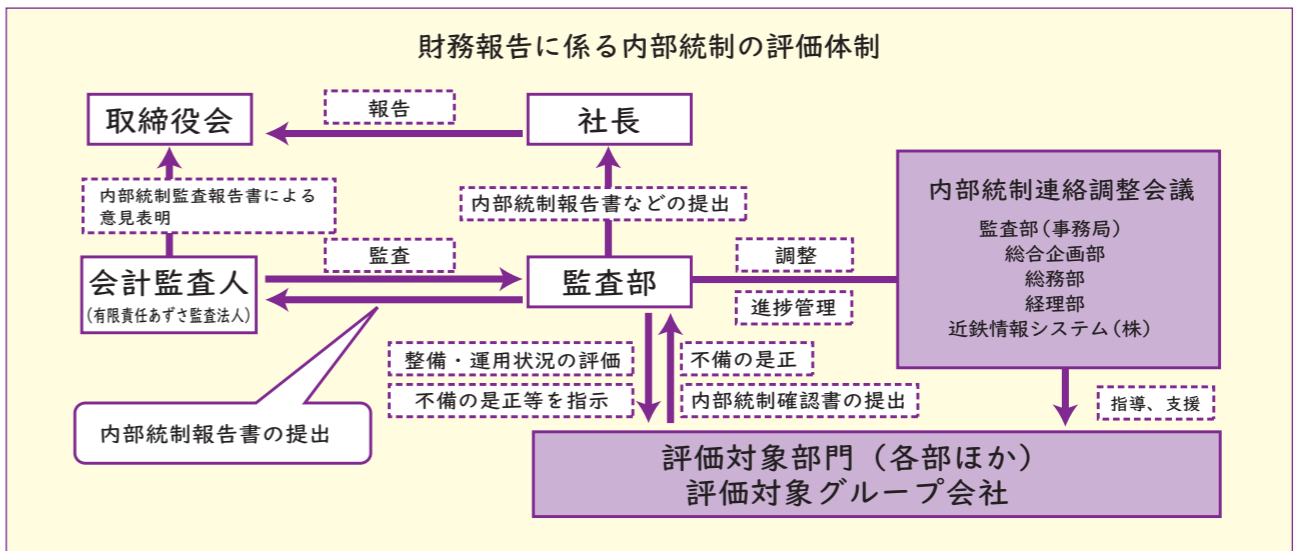 財務報告に係る内部統制の評価体制
取締役会
報告
社長
内部統制監査報告書による
意見表明
内部統制報告書などの提出
内部統制連絡調整会議
監査部(事務局)
総合企画部
総務部
経理部
近鉄情報システム(株)
会計監査人
(有限責任あずさ監査法人)
監査
監査部
調整
進捗管理
整備・運用状況の評価
不備の是正等を指示
不備の是正
内部統制確認書の提出
指導、支援
内部統制報告書の提出
評価対象部門(各部ほか)
評価対象グループ会社